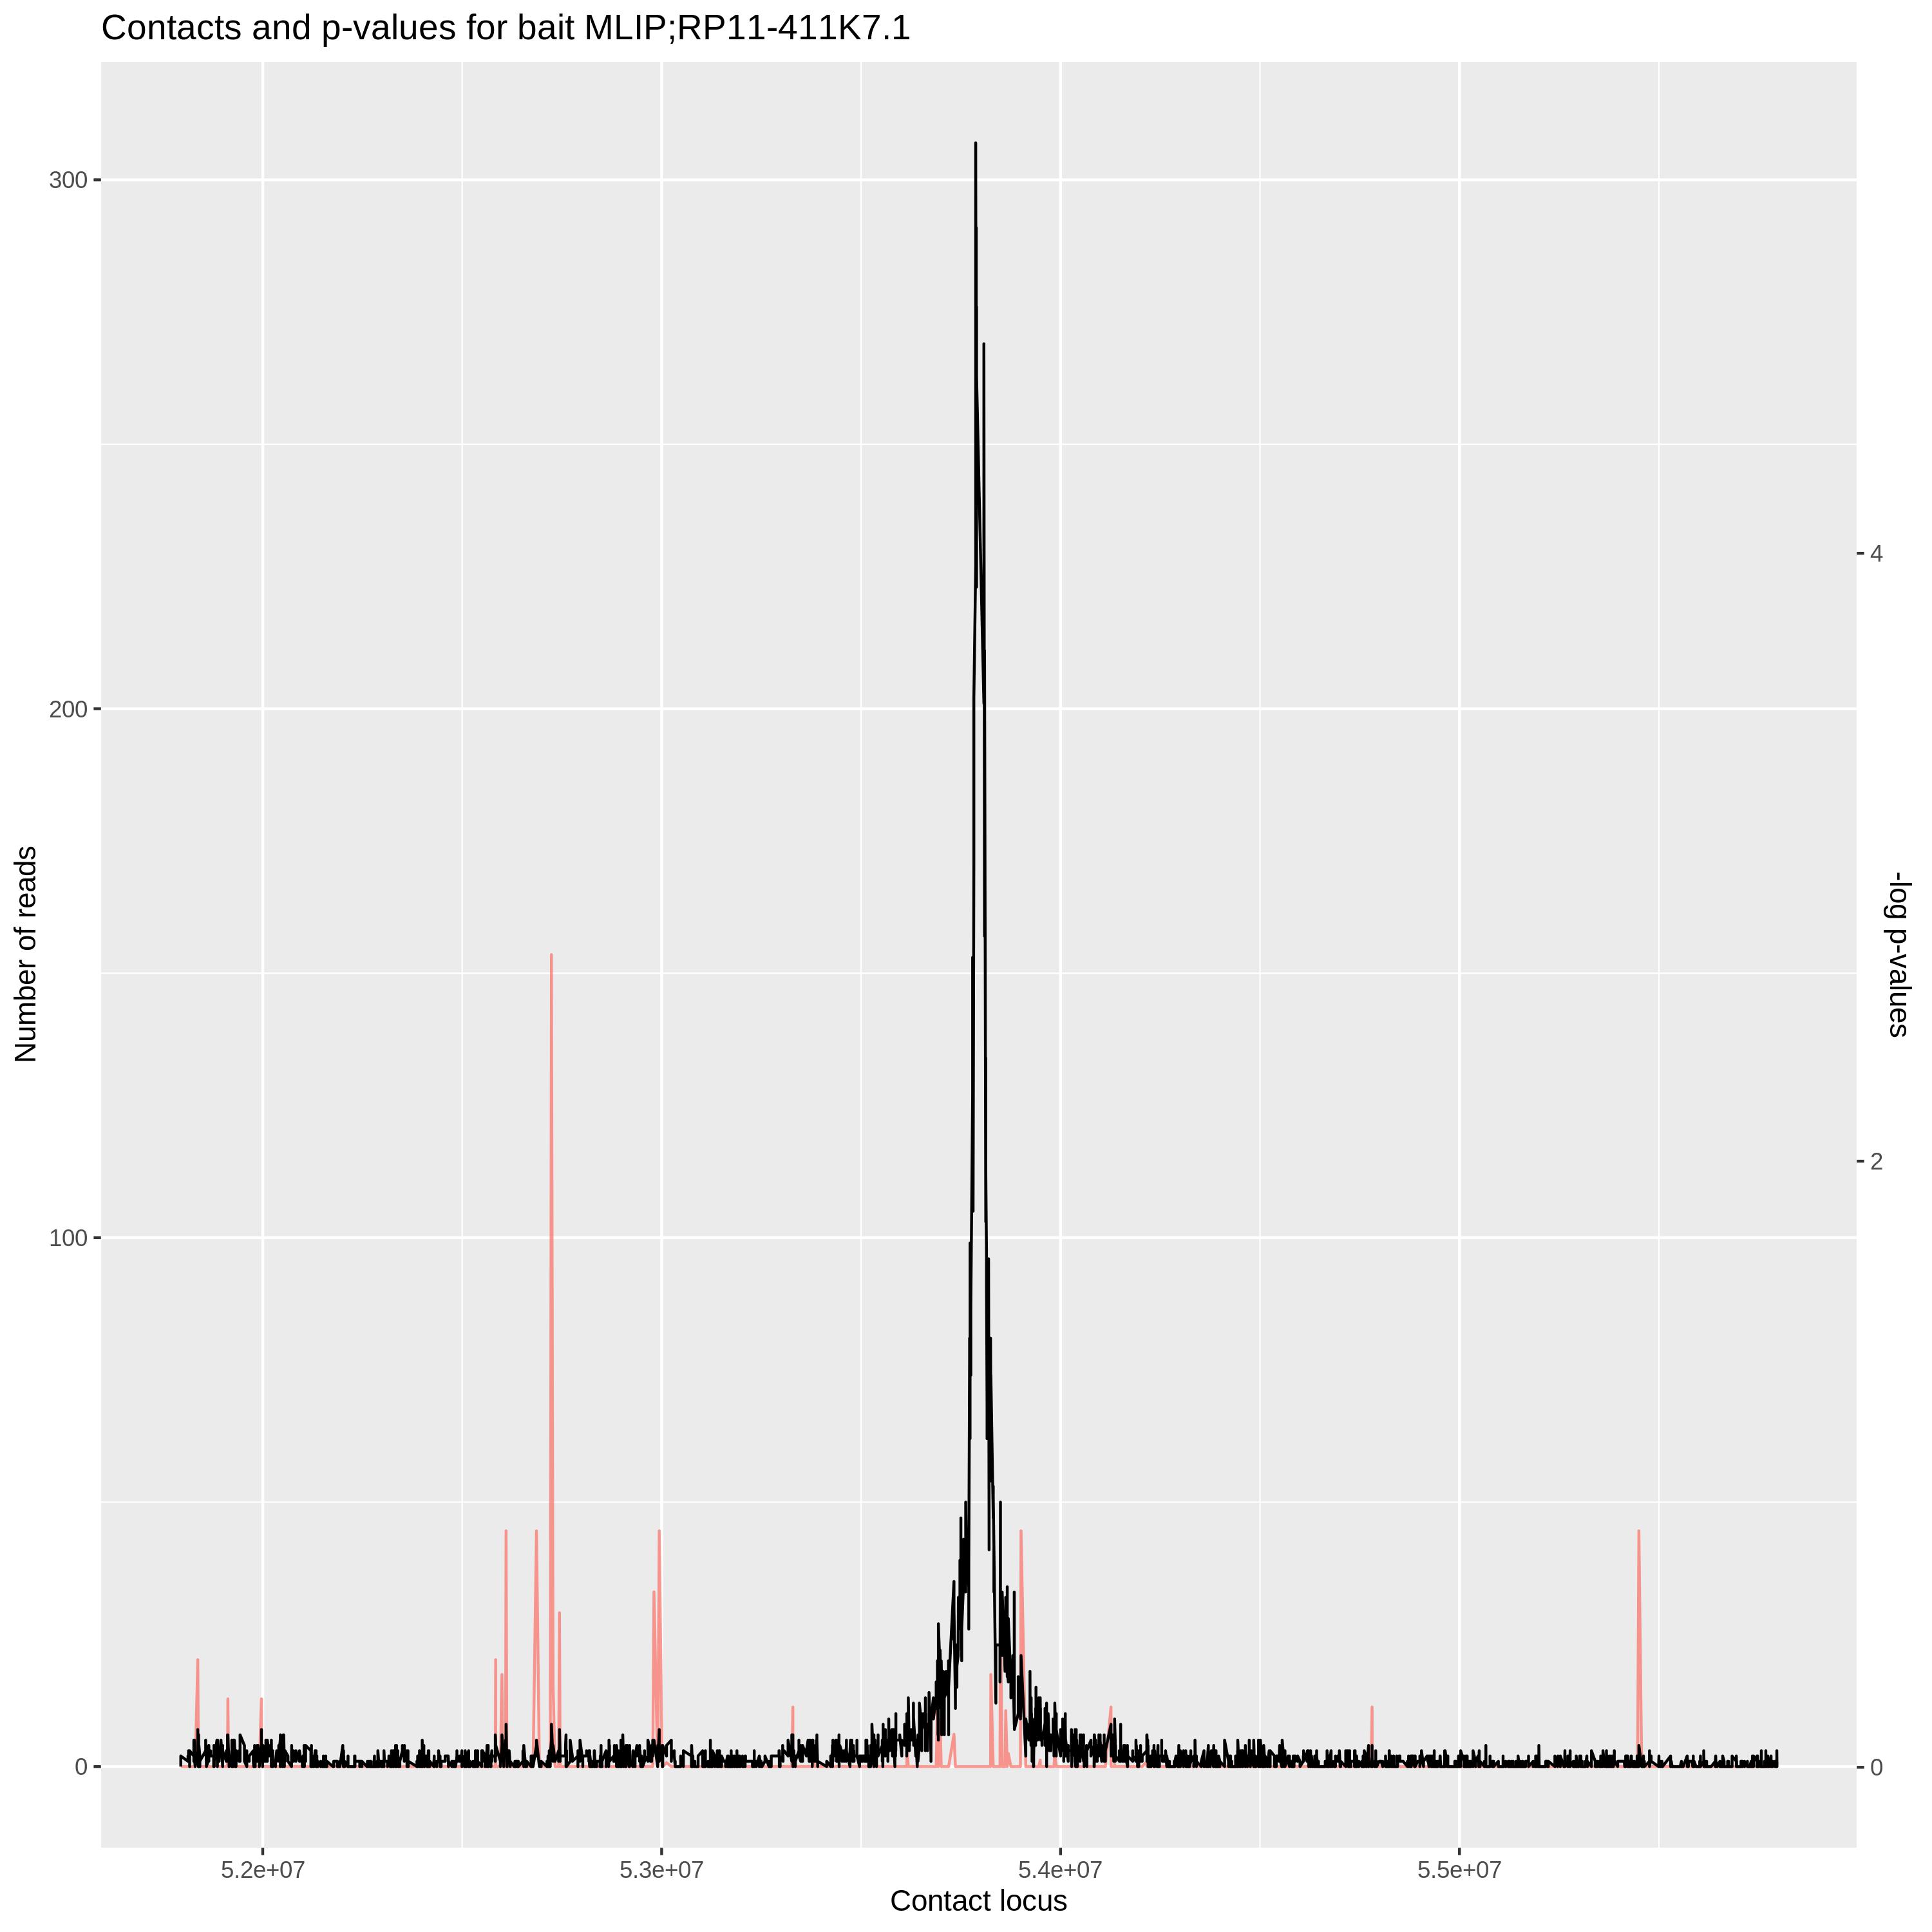 Contacts and p-values for bait MLIP;RP11-411K7.1
300
200
100
0
Number of reads
4
2
0
-log p-values
5.2e+07
5.3e+07
5.4e+07
5.5e+07
Contact locus